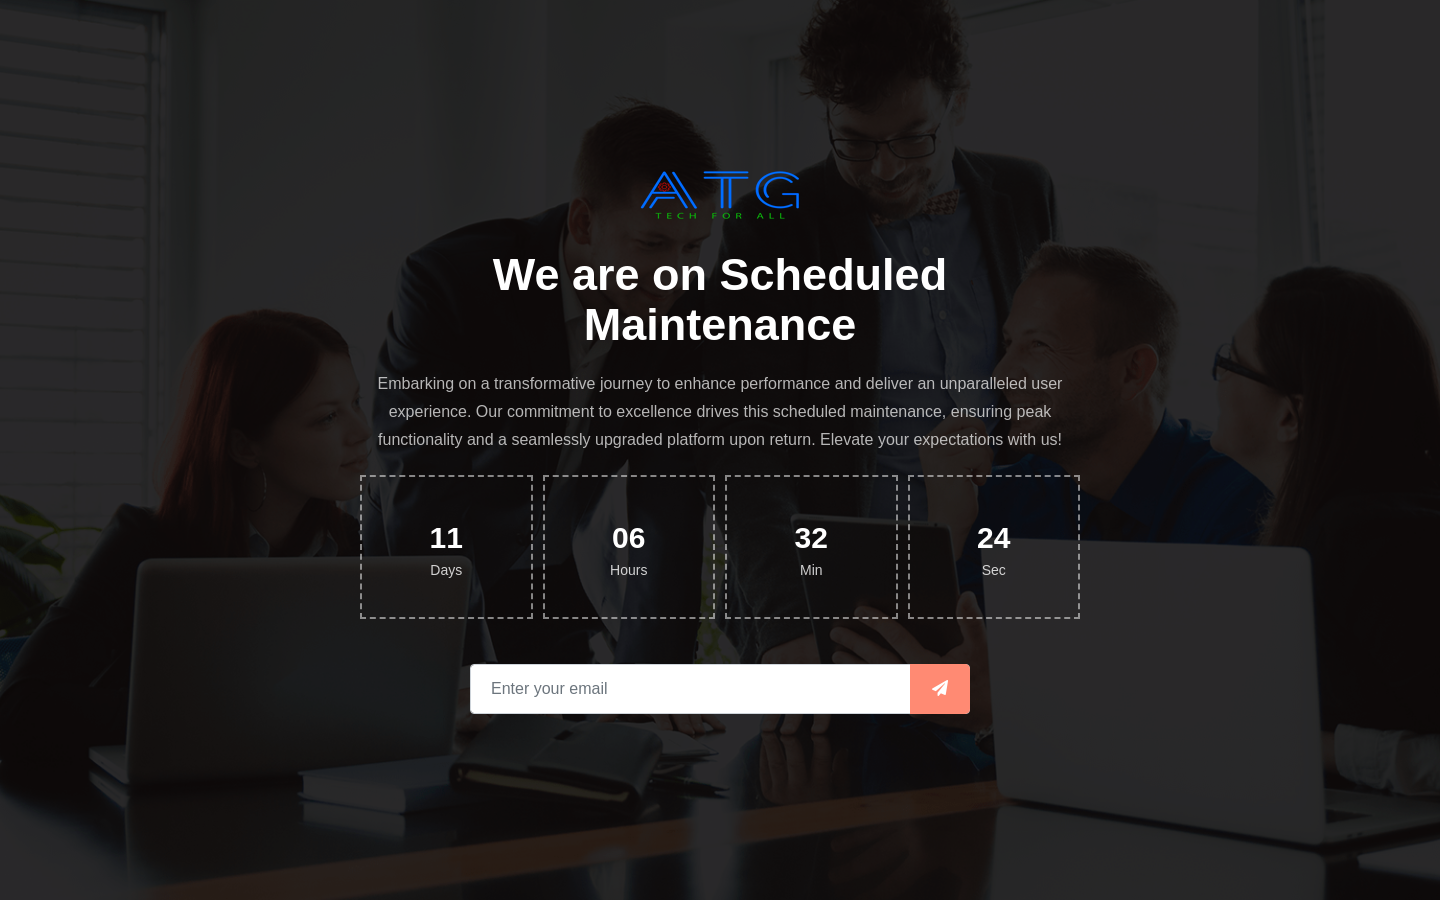 ATG
TECH FOR ALL
We are on Scheduled
Maintenance
Embarking on a transformative journey to enhance performance and deliver an unparalleled user
experience. Our commitment to excellence drives this scheduled maintenance, ensuring peak
functionality and a seamlessly upgraded platform upon return. Elevate your expectations with us!
11 06 32 24
Days Hours Min Sec
Enter your email